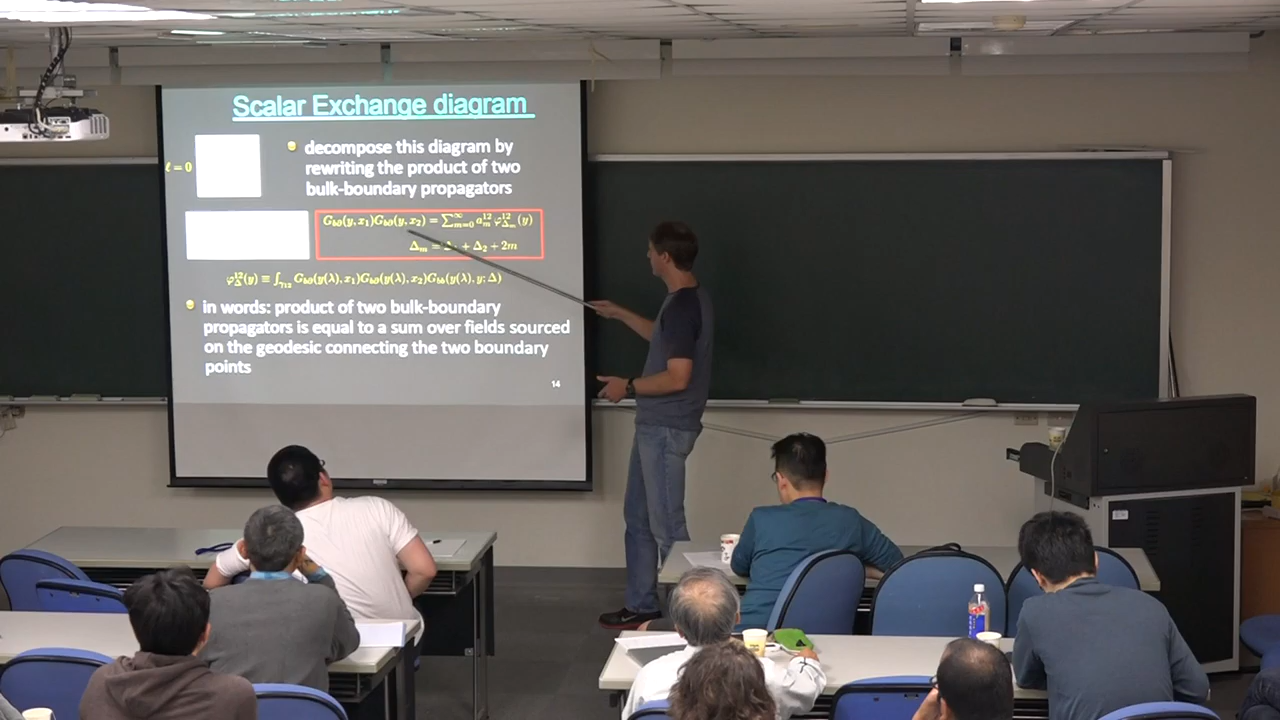 Scalar Exchange diagram
ℓ = 0
decompose this diagram by
rewriting the product of two
bulk-boundary propagators
G_{b∂}(y, x_1)G_{b∂}(y, x_2) = ∑_{m=0}^{∞} a_m^{12} φ_{Δ_m}^{12}(y)
Δ_m = Δ_1 + Δ_2 + 2m
φ_Δ^{12}(y) ≡ ∫_{γ_{12}} G_{b∂}(y(λ), x_1)G_{b∂}(y(λ), x_2)G_{bb}(y(λ), y; Δ)
in words: product of two bulk-boundary
propagators is equal to a sum over fields sourced
on the geodesic connecting the two boundary
points
14